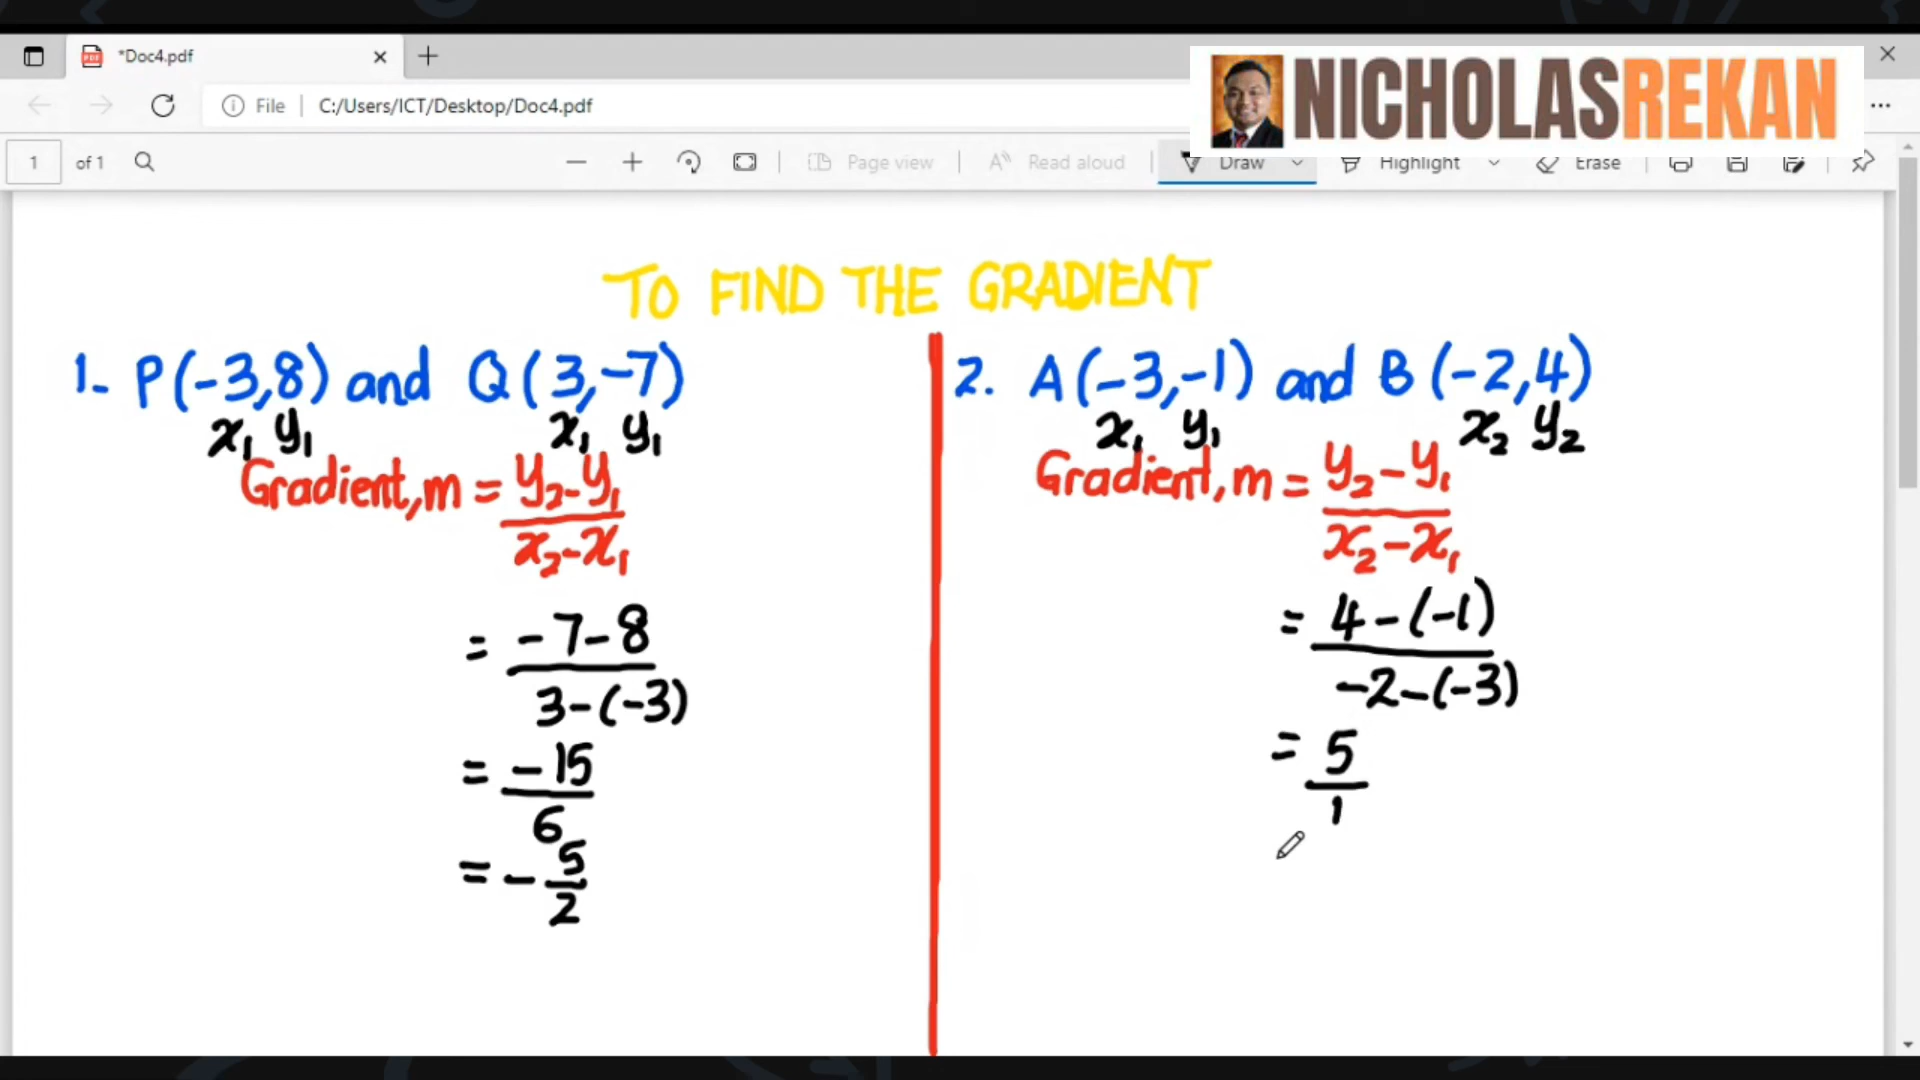 *Doc4.pdf
NICHOLASREKAN
File C:/Users/ICT/Desktop/Doc4.pdf
1 of 1 Page view Read aloud Draw Highlight Erase
TO FIND THE GRADIENT
1- P(-3,8) and Q(3,-7)
x₁ y₁ x₁ y₁
Gradient, m = y₂-y₁
x₂-x₁
= -7-8
3-(-3)
= -15
6
= - 5
2
2. A(-3,-1) and B(-2,4)
x₁ y₁ x₂ y₂
Gradient, m = y₂-y₁
x₂-x₁
= 4-(-1)
-2-(-3)
= 5
1